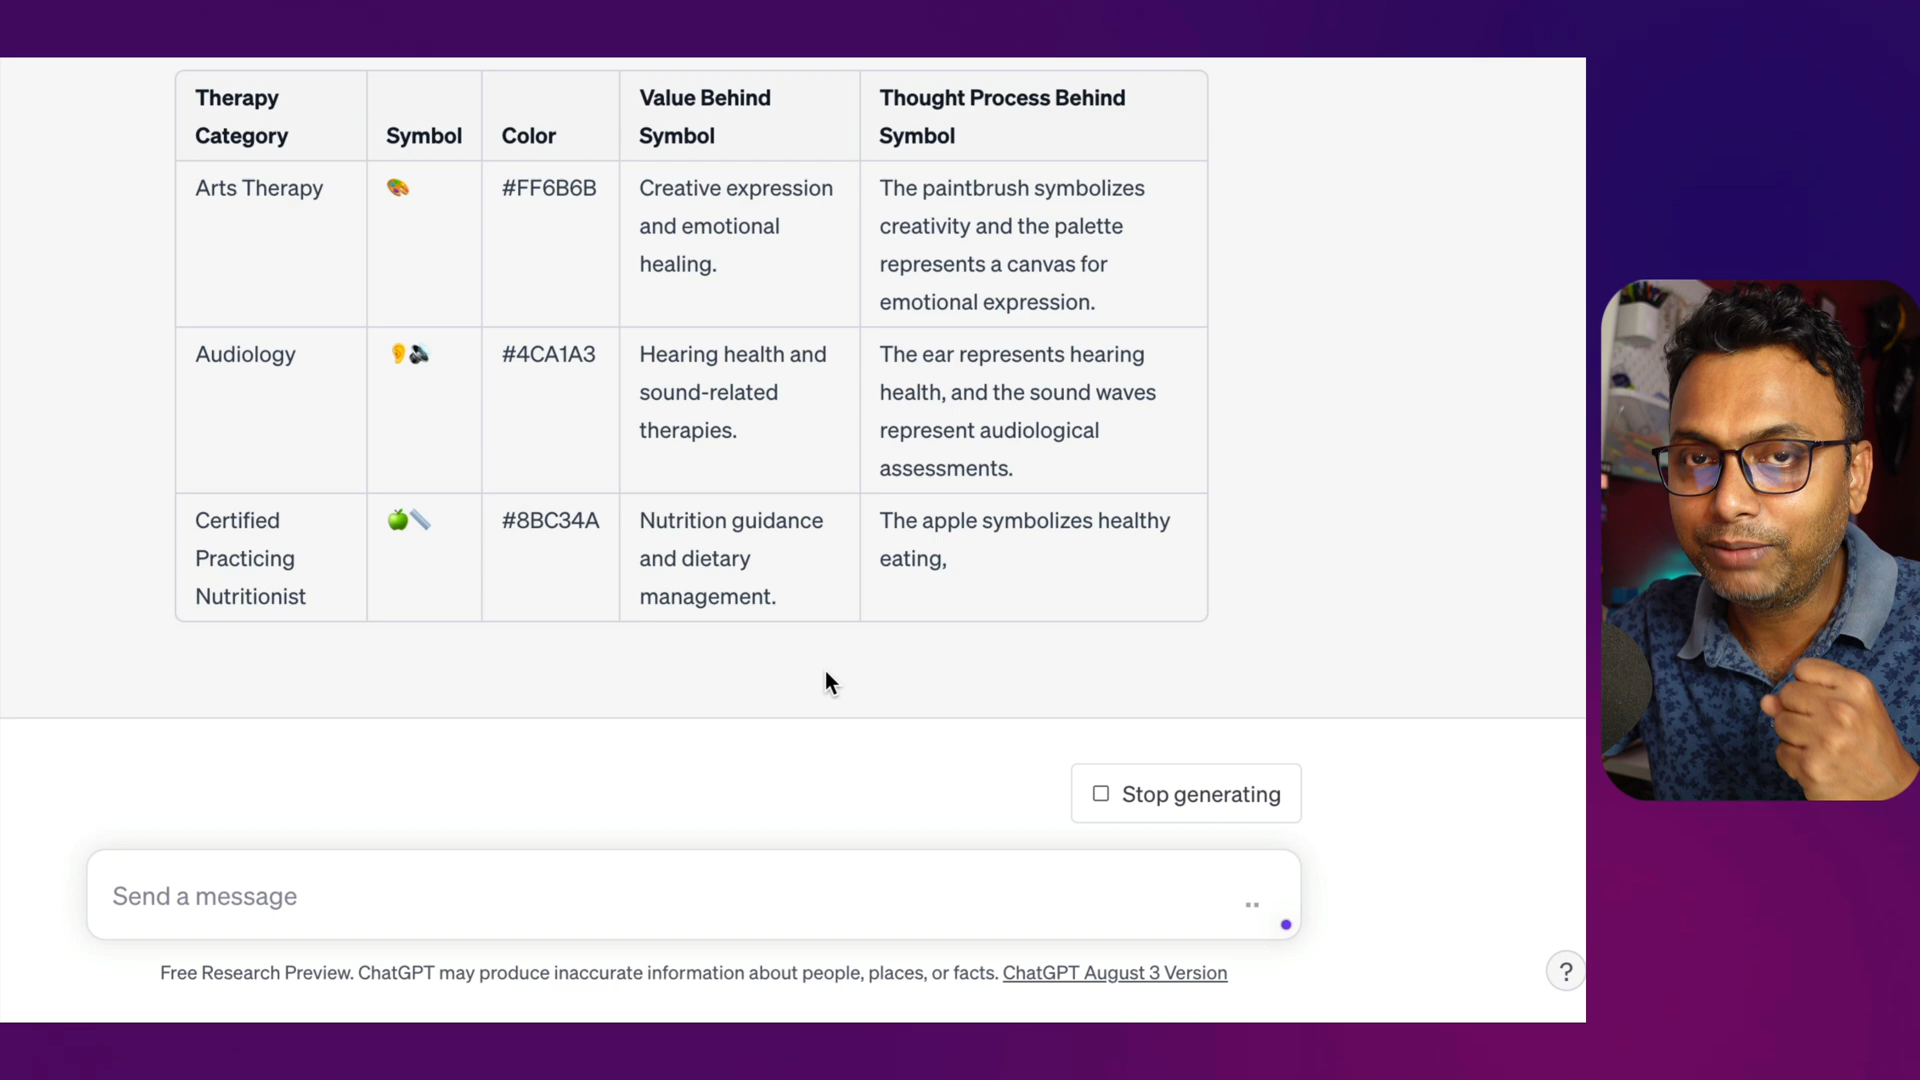 Therapy Category
Symbol
Color
Value Behind Symbol
Thought Process Behind Symbol
Arts Therapy
#FF6B6B
Creative expression and emotional healing.
The paintbrush symbolizes creativity and the palette represents a canvas for emotional expression.
Audiology
#4CA1A3
Hearing health and sound-related therapies.
The ear represents hearing health, and the sound waves represent audiological assessments.
Certified Practicing Nutritionist
#8BC34A
Nutrition guidance and dietary management.
The apple symbolizes healthy eating,
Stop generating
Send a message
Free Research Preview. ChatGPT may produce inaccurate information about people, places, or facts. ChatGPT August 3 Version
?